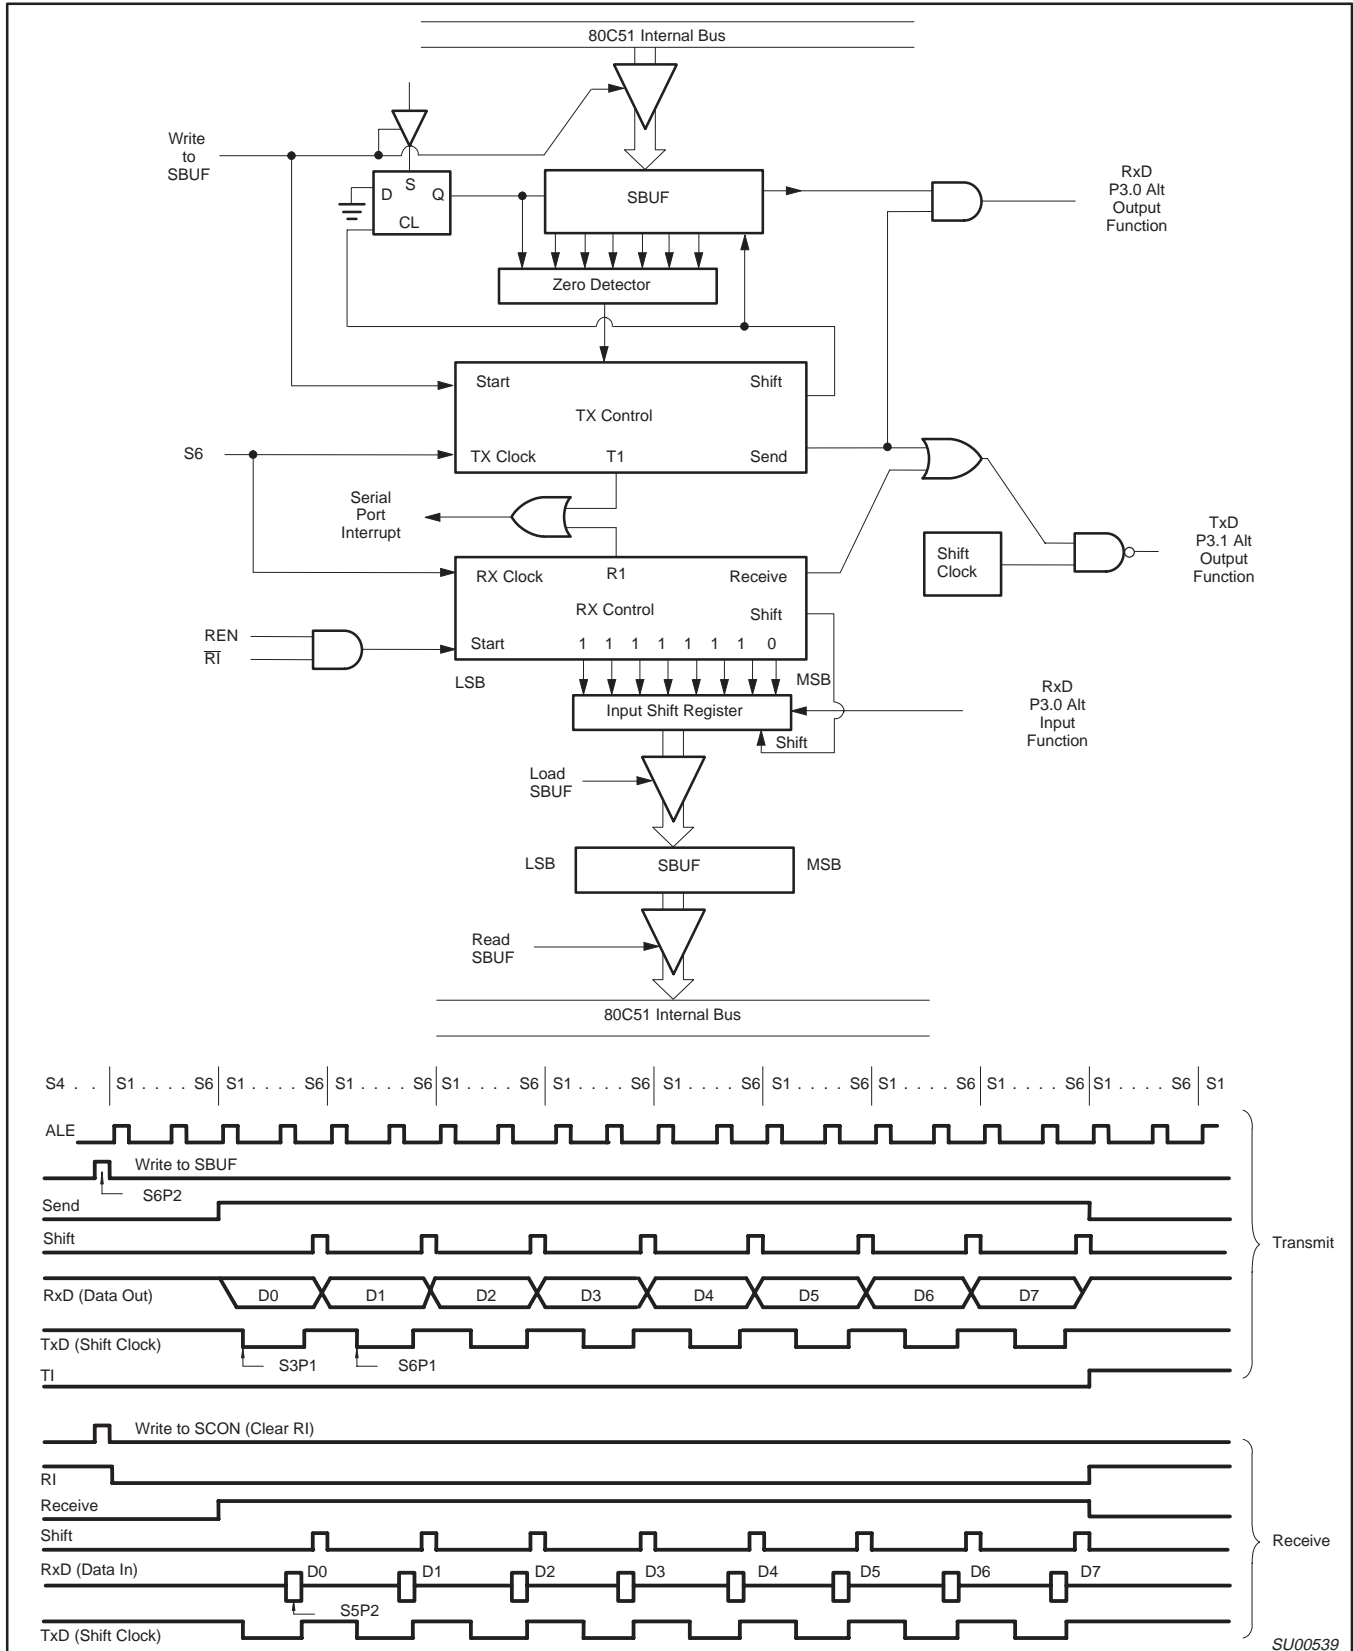 80C51 Internal Bus
Write
to
SBUF
S
D
Q
CL
SBUF
RxD
P3.0 Alt
Output
Function
Zero Detector
Start
Shift
TX Control
S6
TX Clock
T1
Send
Serial
Port
Interrupt
TxD
P3.1 Alt
Output
Function
Shift
Clock
RX Clock
R1
Receive
RX Control
Shift
REN
RI
Start
1 1 1 1 1 1 1 0
LSB
MSB
Input Shift Register
RxD
P3.0 Alt
Input
Function
Shift
Load
SBUF
LSB
SBUF
MSB
Read
SBUF
80C51 Internal Bus
S4 . . S1 . . . . S6 S1 . . . . S6 S1 . . . . S6 S1 . . . . S6 S1 . . . . S6 S1 . . . . S6 S1 . . . . S6 S1 . . . . S6 S1 . . . . S6 S1 . . . . S6 S1
ALE
Write to SBUF
S6P2
Send
Shift
Transmit
RxD (Data Out)
D0 D1 D2 D3 D4 D5 D6 D7
TxD (Shift Clock)
S3P1
S6P1
TI
Write to SCON (Clear RI)
RI
Receive
Shift
Receive
RxD (Data In)
D0 D1 D2 D3 D4 D5 D6 D7
S5P2
TxD (Shift Clock)
SU00539